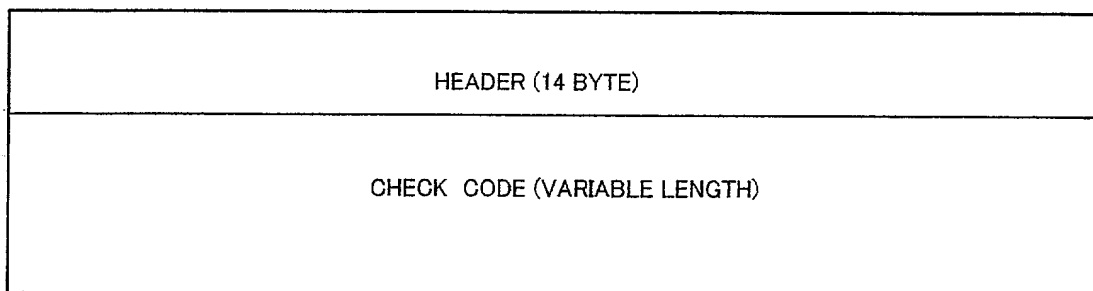 HEADER (14 BYTE)
CHECK CODE (VARIABLE LENGTH)